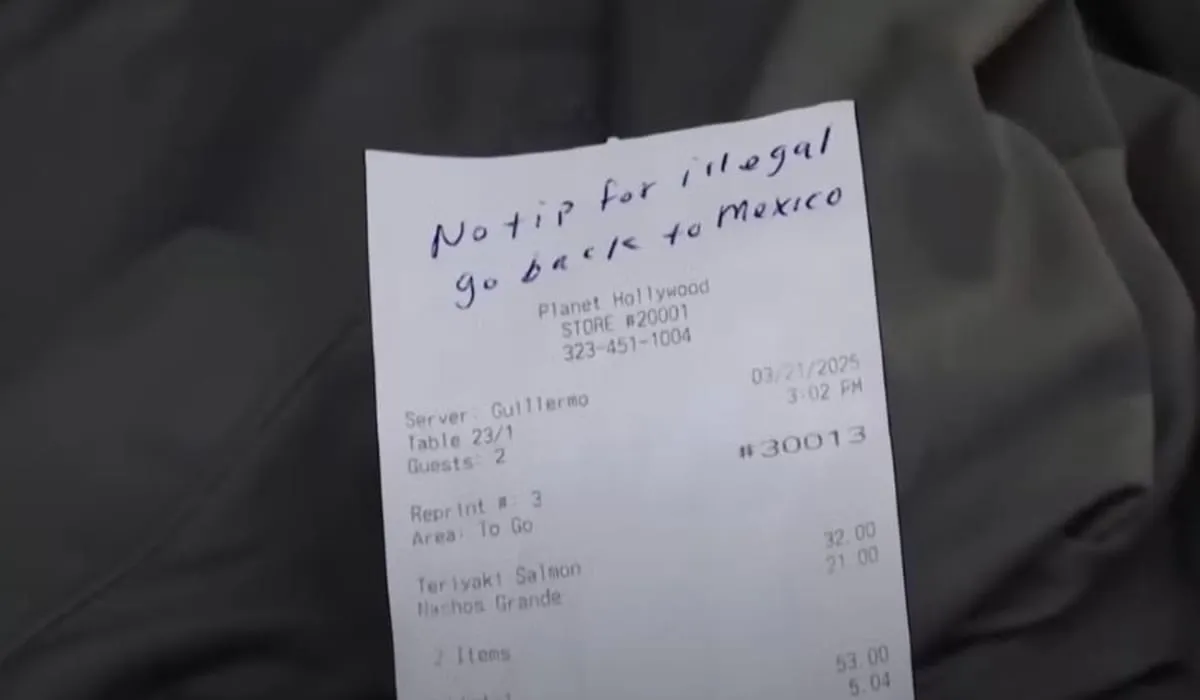 No tip for illegal
go back to Mexico
Planet Hollywood
STORE #20001
323-451-1004
03/21/2025
Server: Guillermo
3:02 PM
Table 23/1
Guests: 2
#30013
Reprint #: 3
Area: To Go
Teriyaki Salmon 32.00
Nachos Grande 21.00
2 Items
53.00
5.04